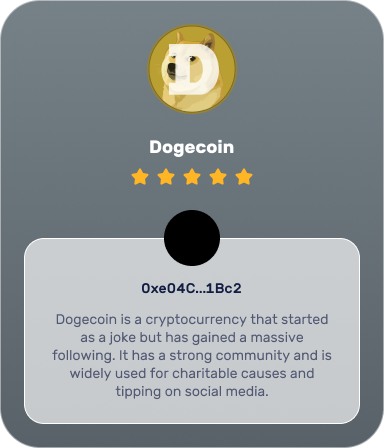 D
Dogecoin
0xe04C...1Bc2
Dogecoin is a cryptocurrency that started
as a joke but has gained a massive
following. It has a strong community and is
widely used for charitable causes and
tipping on social media.